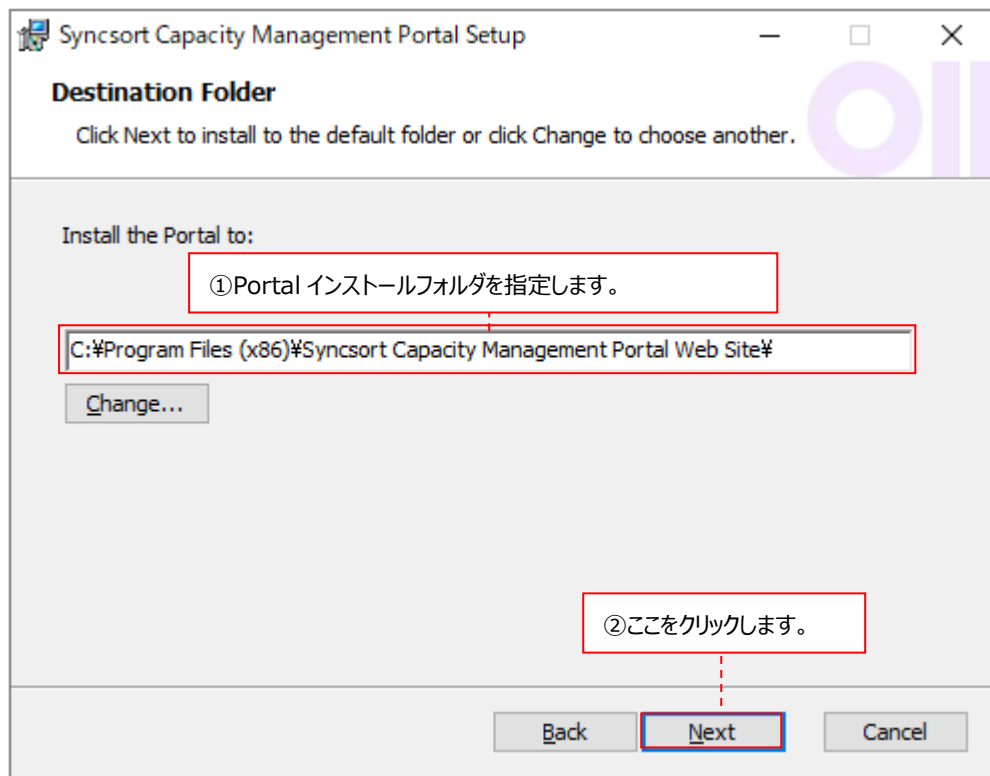 Syncsort Capacity Management Portal Setup
Destination Folder
Click Next to install to the default folder or click Change to choose another.
Install the Portal to:
①Portal インストールフォルダを指定します。
C:¥Program Files (x86)¥Syncsort Capacity Management Portal Web Site¥
Change...
②ここをクリックします。
Back
Next
Cancel